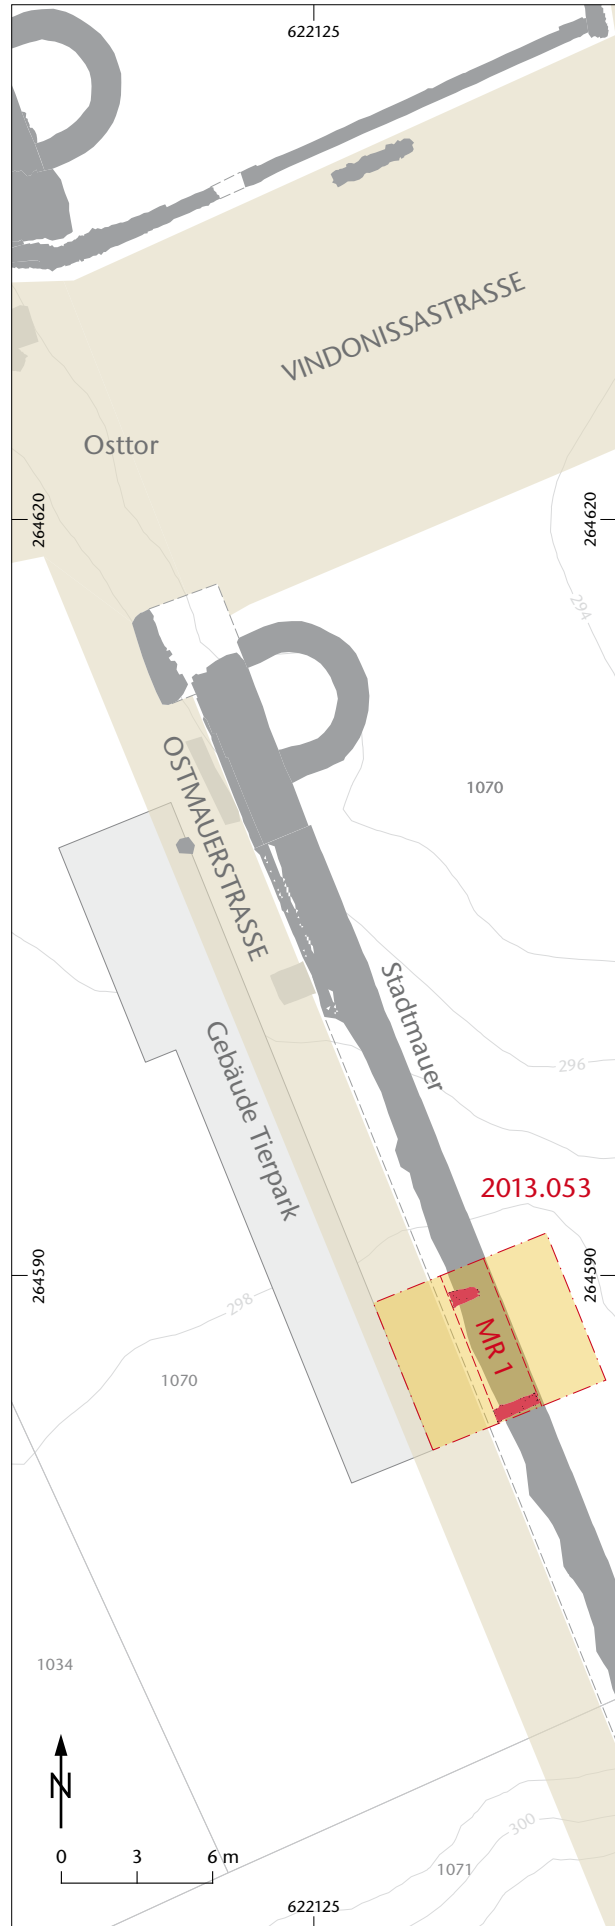 622125
VINDONISSASTRASSE
Osttor
264620
264620
294
OSTMAUERSTRASSE
1070
Stadtmauer
Gebäude Tierpark
296
2013.053
264590
264590
298
MR 1
1070
1034
N
300
0 3 6 m
1071
622125